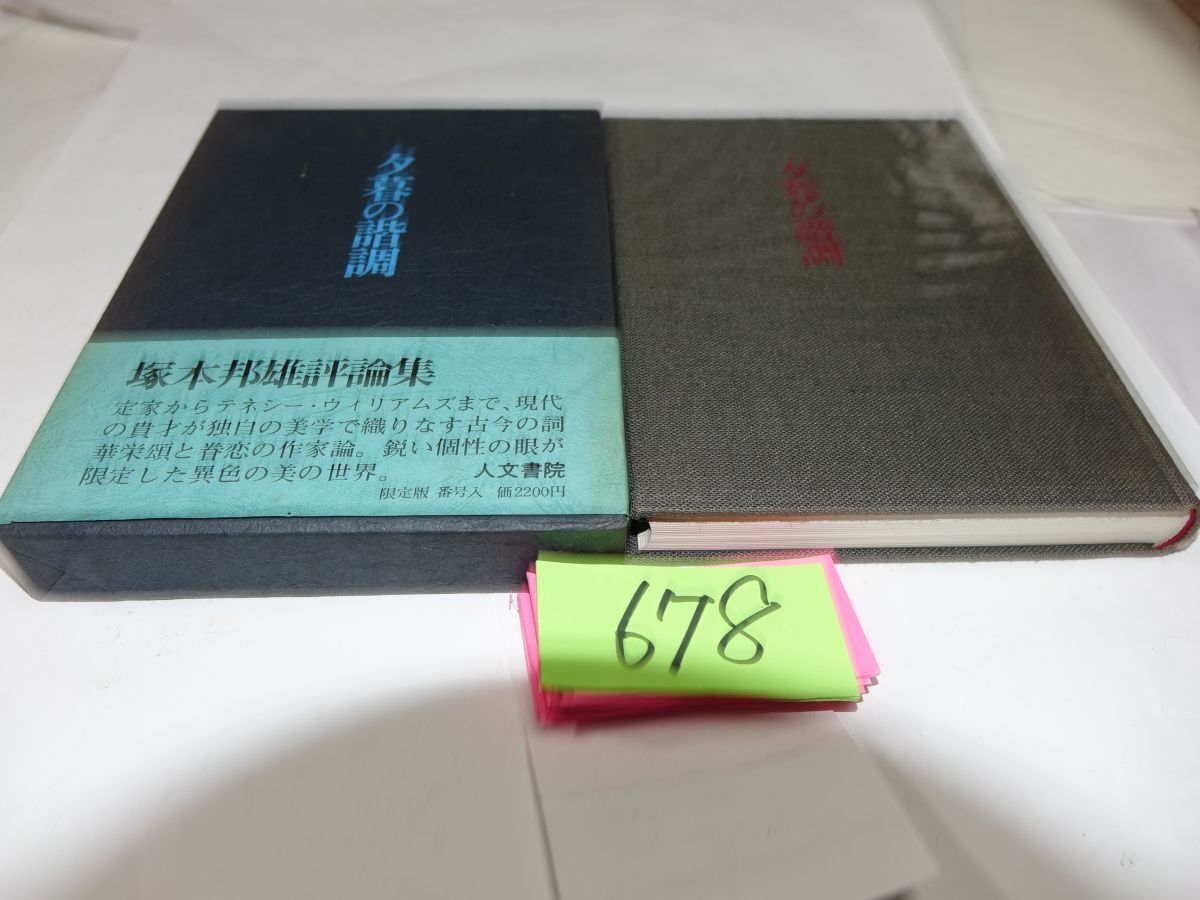 夕暮の諧調
塚本邦雄評論集
定家からテネシー・ウィリアムズまで、現代
の貴才が独自の美学で織りなす古今の詞
華栄頌と眷恋の作家論。鋭い個性の眼が
限定した異色の美の世界。 人文書院
限定版 番号入 価2200円
夕暮の諧調
678